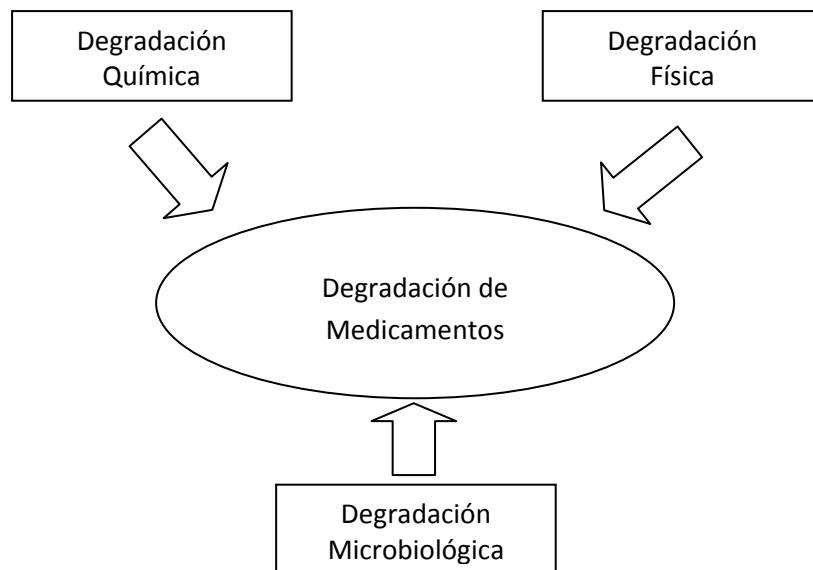 Degradación
Química
Degradación
Física
Degradación de
Medicamentos
Degradación
Microbiológica